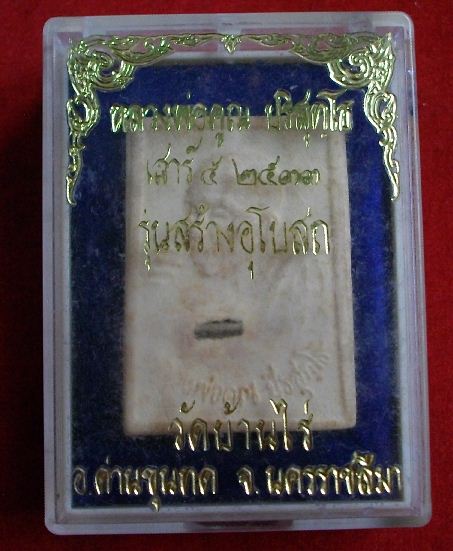 หลวงพ่อคูณ ปริสุทฺโธ
เสาร์ ๕ ๒๕๓๓
รุ่นสร้างอุโบสถ
วัดบ้านไร่
อ.ด่านขุนทด จ.นครราชสีมา